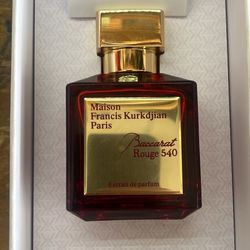 Maison
Francis Kurkdjian
Paris
Baccarat
Rouge 540
Extrait de parfum